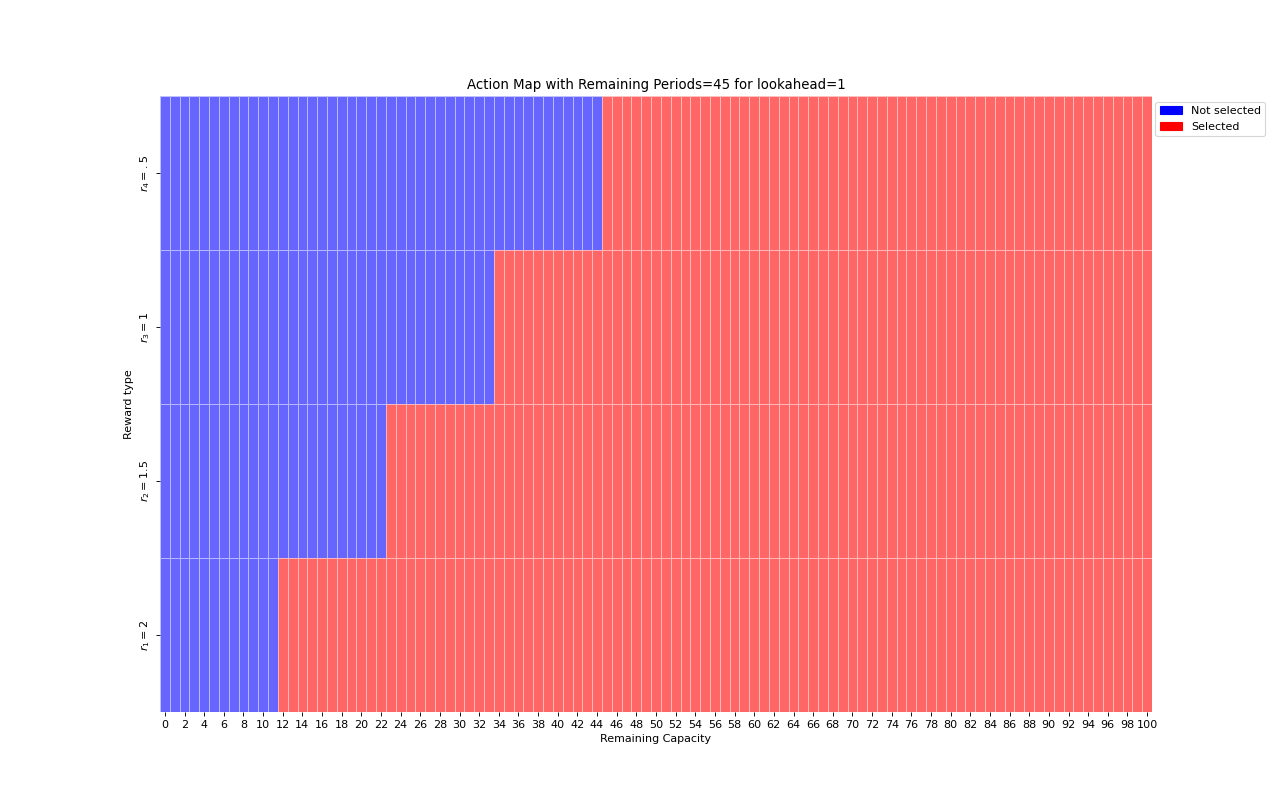 Action Map with Remaining Periods=45 for lookahead=1
Not selected
Selected
r₄ = .5
r₃ = 1
r₂ = 1.5
r₁ = 2
Reward type
0 2 4 6 8 10 12 14 16 18 20 22 24 26 28 30 32 34 36 38 40 42 44 46 48 50 52 54 56 58 60 62 64 66 68 70 72 74 76 78 80 82 84 86 88 90 92 94 96 98 100
Remaining Capacity